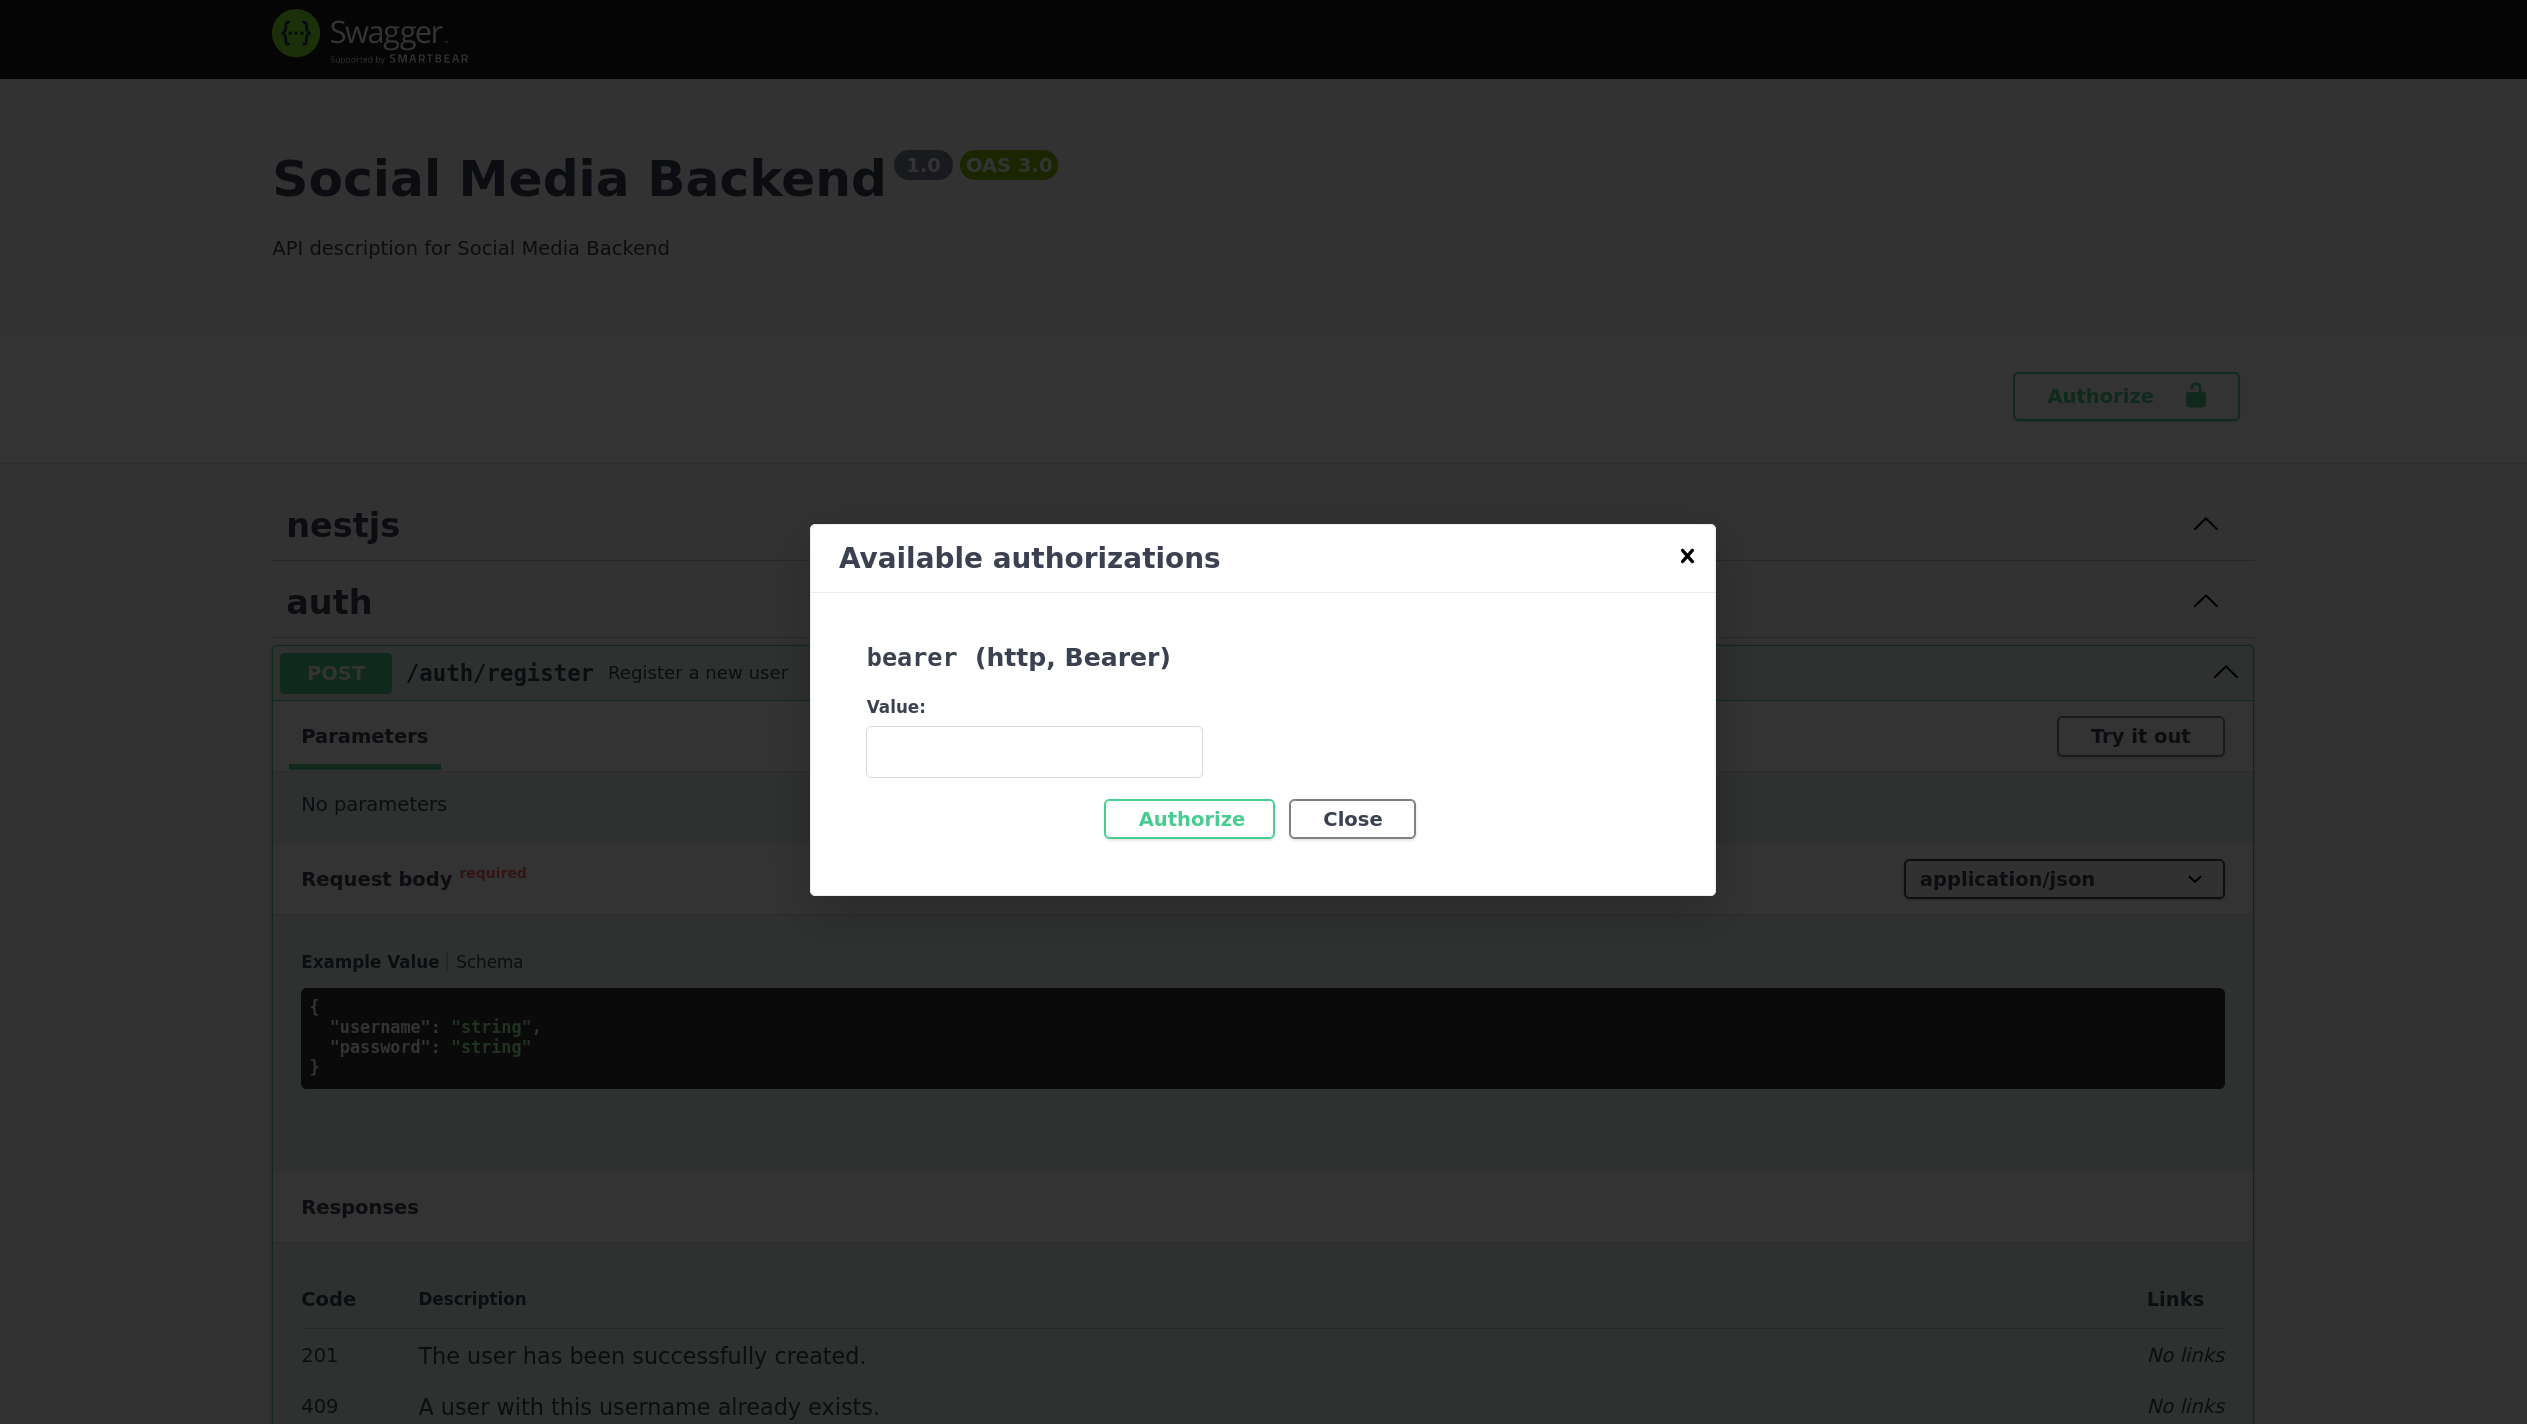 {···} Swagger
Supported by SMARTBEAR
Social Media Backend 1.0 OAS 3.0
API description for Social Media Backend
Authorize
nestjs
auth
POST /auth/register Register a new user
Parameters
Try it out
No parameters
Request body required
application/json
Example Value | Schema
{
"username": "string",
"password": "string"
}
Responses
Code Description Links
201 The user has been successfully created. No links
409 A user with this username already exists. No links
Available authorizations
bearer (http, Bearer)
Value:
Authorize Close